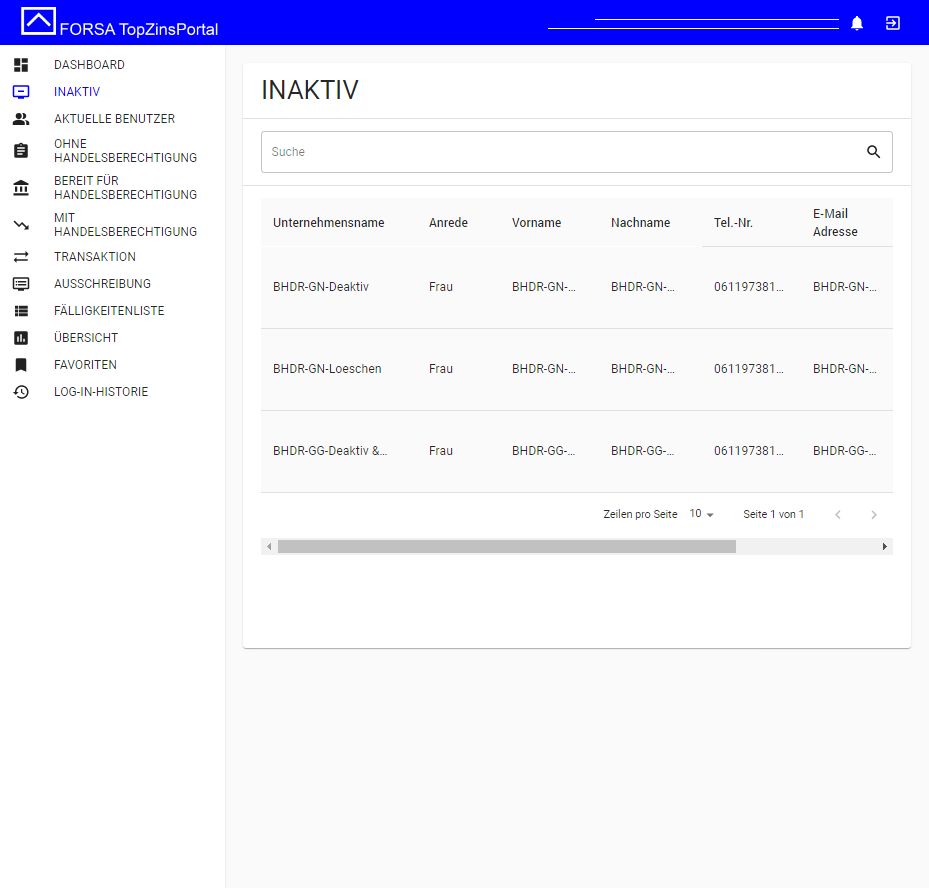 FORSA TopZinsPortal
DASHBOARD
INAKTIV
AKTUELLE BENUTZER
OHNE
HANDELSBERECHTIGUNG
BEREIT FÜR
HANDELSBERECHTIGUNG
MIT
HANDELSBERECHTIGUNG
TRANSAKTION
AUSSCHREIBUNG
FÄLLIGKEITENLISTE
ÜBERSICHT
FAVORITEN
LOG-IN-HISTORIE
INAKTIV
Suche
Unternehmensname Anrede Vorname Nachname Tel.-Nr. E-Mail
Adresse
BHDR-GN-Deaktiv Frau BHDR-GN-... BHDR-GN-... 061197381... BHDR-GN-...
BHDR-GN-Loeschen Frau BHDR-GN-... BHDR-GN-... 061197381... BHDR-GN-...
BHDR-GG-Deaktiv &... Frau BHDR-GG-... BHDR-GG-... 061197381... BHDR-GG-...
Zeilen pro Seite 10 Seite 1 von 1